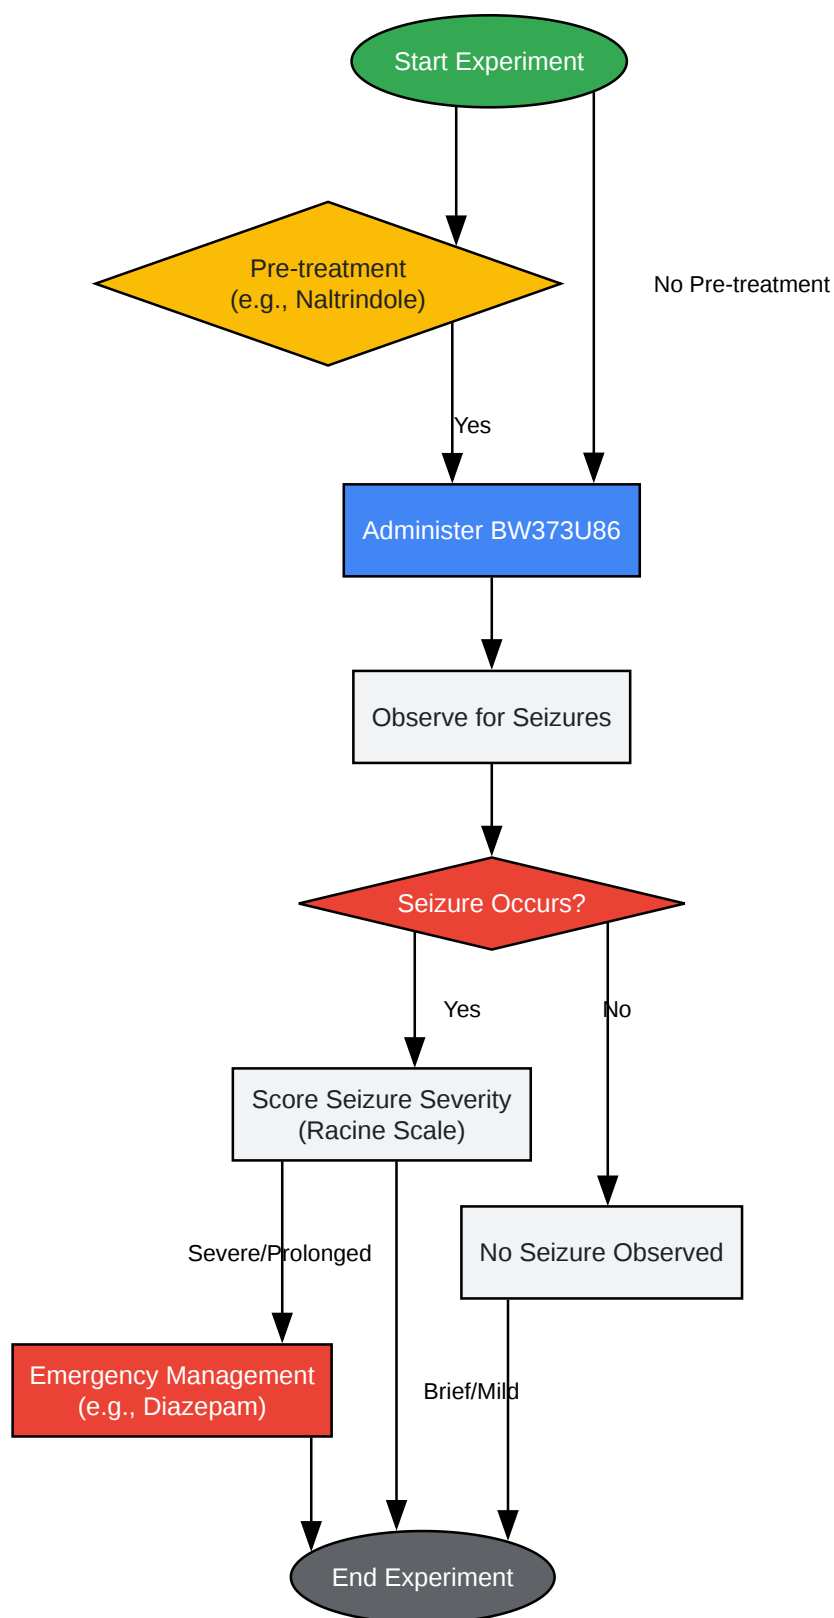 Start Experiment
Pre-treatment
(e.g., Naltrindole)
No Pre-treatment
Yes
Administer BW373U86
Observe for Seizures
Seizure Occurs?
Yes
No
Score Seizure Severity
(Racine Scale)
Severe/Prolonged
No Seizure Observed
Emergency Management
(e.g., Diazepam)
Brief/Mild
End Experiment